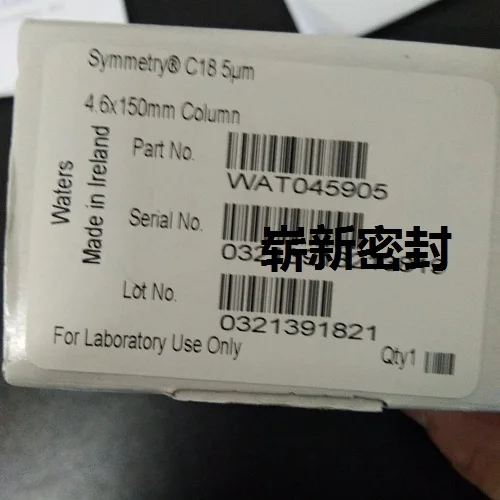 Symmetry® C18 5µm
4.6x150mm Column
Waters
Made in Ireland
Part No.
WAT045905
Serial No.
崭新密封
Lot No.
0321391821
For Laboratory Use Only
Qty1